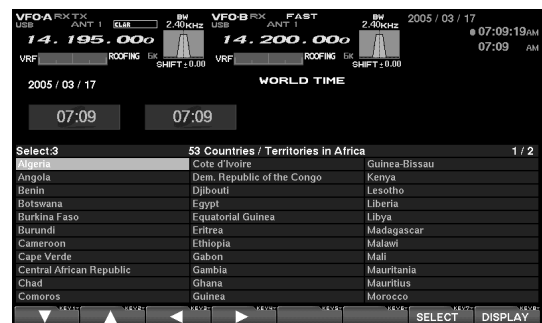 VFO-A RX TX BW VFO-B RX FAST BW 2005 / 03 / 17
USB ANT 1 CLAR 2.40KHz USB ANT 1 2.40KHz
07:09:19AM
14. 195. 00o 14. 200. 00o
07:09 AM
VRF ROOFING 6K VRF ROOFING 6K
SHIFT±0.00 SHIFT±0.00
2005 / 03 / 17 WORLD TIME
07:09 07:09
Select:3 53 Countries / Territories in Africa 1 / 2
Algeria Cote d'Ivoire Guinea-Bissau
Angola Dem. Republic of the Congo Kenya
Benin Djibouti Lesotho
Botswana Egypt Liberia
Burkina Faso Equatorial Guinea Libya
Burundi Eritrea Madagascar
Cameroon Ethiopia Malawi
Cape Verde Gabon Mali
Central African Republic Gambia Mauritania
Chad Ghana Mauritius
Comoros Guinea Morocco
SELECT DISPLAY